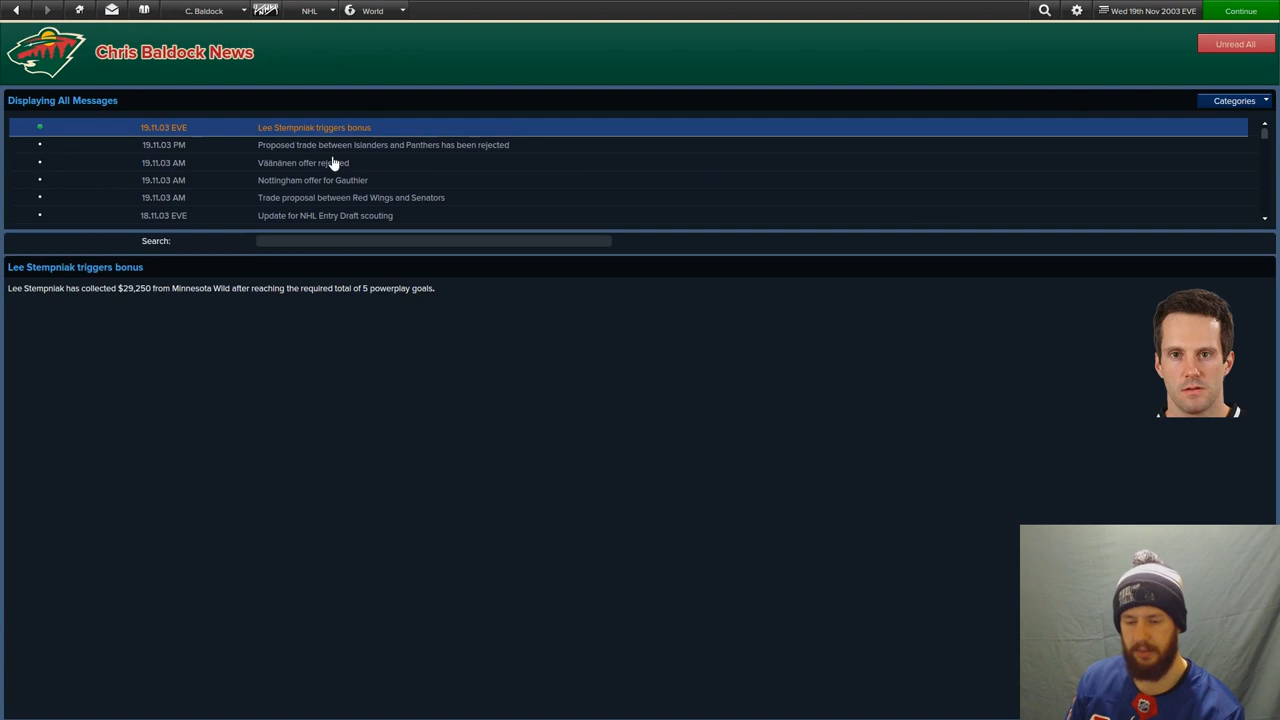 C. Baldock
NHL
World
Wed 19th Nov 2003 EVE
Continue
Chris Baldock News
Unread All
Displaying All Messages
Categories
19.11.03 EVE Lee Stempniak triggers bonus
19.11.03 PM Proposed trade between Islanders and Panthers has been rejected
19.11.03 AM Väänänen offer rejected
19.11.03 AM Nottingham offer for Gauthier
19.11.03 AM Trade proposal between Red Wings and Senators
18.11.03 EVE Update for NHL Entry Draft scouting
Search:
Lee Stempniak triggers bonus
Lee Stempniak has collected $29,250 from Minnesota Wild after reaching the required total of 5 powerplay goals.